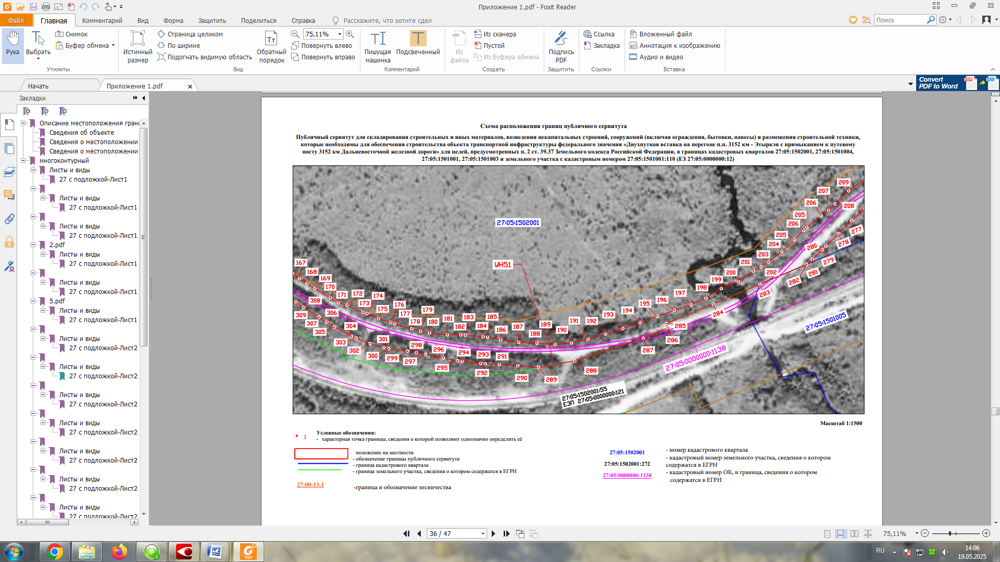 Приложение 1.pdf - Foxit Reader
Файл
Главная
Комментарий
Вид
Форма
Защитить
Поделиться
Справка
Расскажите, что хотите сдел
Поиск
Рука
Выбрать
Снимок
Буфер обмена
Утилиты
Истинный размер
Страница целиком
По ширине
Подогнать видимую область
Обратный порядок
75,11%
Повернуть влево
Повернуть вправо
Вид
Пишущая машинка
Подсвеченный
Комментарий
Из файла
Из сканера
Пустой
Из буфера обмена
Создать
Подпись PDF
Защитить
Ссылка
Закладка
Ссылки
Вложенный файл
Аннотация к изображению
Аудио и видео
Вставка
Начать
Приложение 1.pdf
Convert
PDF to Word
Закладки
Описание местоположения грани
Сведения об объекте
Сведения о местоположении
Сведения о местоположении
многоконтурный
Листы и виды
27 с подложкой-Лист1
Листы и виды
27 с подложкой-Лист1
Листы и виды
27 с подложкой-Лист1
2.pdf
Листы и виды
27 с подложкой-Лист1
Листы и виды
27 с подложкой-Лист1
5.pdf
Листы и виды
27 с подложкой-Лист1
Листы и виды
27 с подложкой-Лист2
Листы и виды
27 с подложкой-Лист2
Листы и виды
27 с подложкой-Лист2
Листы и виды
27 с подложкой-Лист2
Листы и виды
27 с подложкой-Лист2
Листы и виды
27 с подложкой-Лист2
Листы и виды
27 с подложкой-Лист2
Схема расположения границ публичного сервитута
Публичный сервитут для складирования строительных и иных материалов, возведения некапитальных строений, сооружений (включая ограждения, бытовки, навесы) и размещения строительной техники,
которые необходимы для обеспечения строительства объекта транспортной инфраструктуры федерального значения «Двухпутная вставка на перегоне п.п. 3152 км - Этыркэн с примыканием к путевому
посту 3152 км Дальневосточной железной дороги» для целей, предусмотренных п. 2 ст. 39.37 Земельного кодекса Российской Федерации, в границах кадастровых кварталов 27:05:1502001, 27:05:1501004,
27:05:1501001, 27:05:1501003 и земельного участка с кадастровым номером 27:05:1501001:110 (ЕЗ 27:05:0000000:12)
27:05:1502001
УН51
167
168
169
170
171
172
173
174
175
176
177
178
179
180
181
182
183
184
185
186
187
188
189
190
191
192
193
194
195
196
197
198
199
200
201
202
203
204
205
206
205
206
207
208
209
277
278
279
280
281
282
283
284
285
286
287
288
289
290
291
292
293
294
295
296
297
298
299
300
301
302
303
304
305
306
307
308
309
27:05:1501005
27:05:0000000:1138
27:05:1502001:55
ЕЗП 27:05:0000000:121
Масштаб 1:1500
Условные обозначения:
1 - характерная точка границы, сведения о которой позволяют однозначно определить её
положение на местности
- обозначение границы публичного сервитута
- граница кадастрового квартала
- граница земельного участка, сведения о котором содержатся в ЕГРН
27:00-15.1 -граница и обозначение лесничества
27:05:1502001 - номер кадастрового квартала
27:05:1502001:272 - кадастровый номер земельного участка, сведения о котором
содержатся в ЕГРН
27:05:0000000:1138 - кадастровый номер ОК, и граница, сведения о котором
содержатся в ЕГРН
36 / 47
75,11%
RU
14:06
19.05.2025